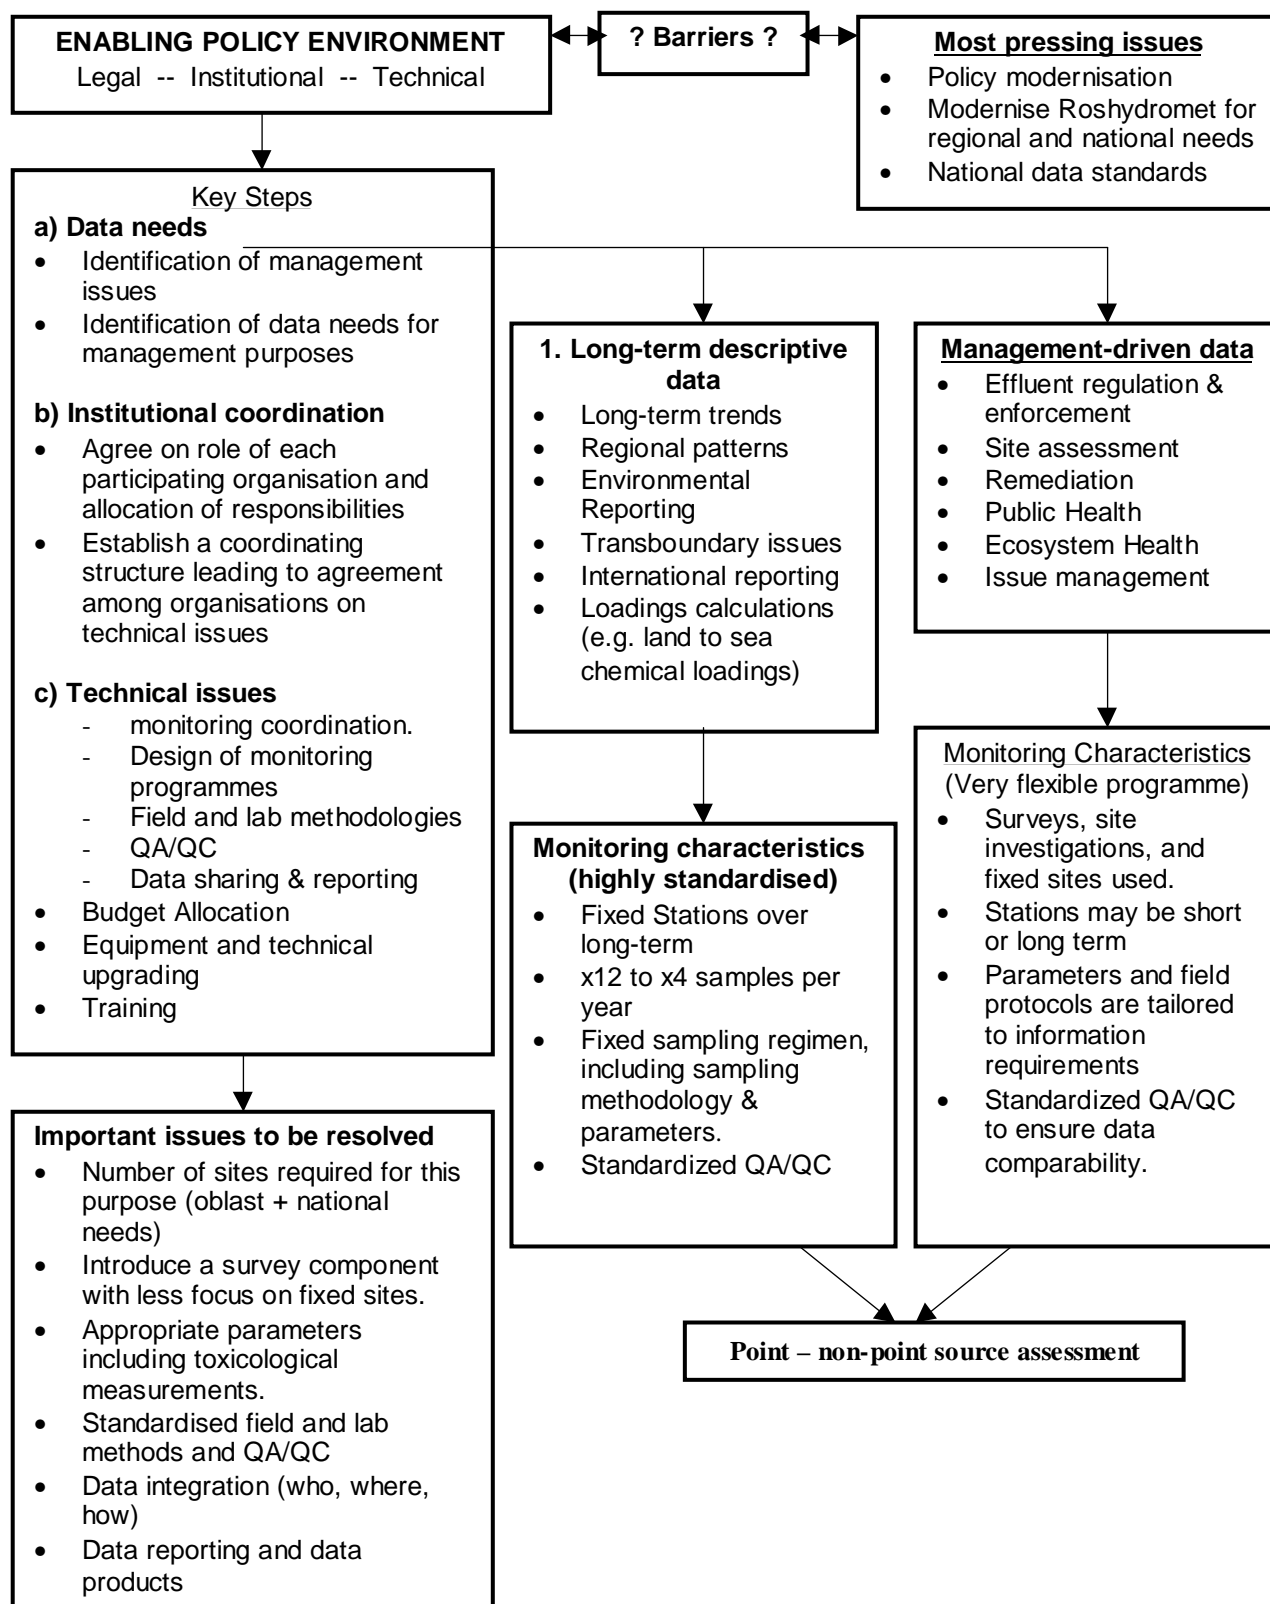 ENABLING POLICY ENVIRONMENT
Legal -- Institutional -- Technical
? Barriers ?
Most pressing issues
• Policy modernisation
• Modernise Roshydromet for
regional and national needs
• National data standards
Key Steps
a) Data needs
• Identification of management
issues
• Identification of data needs for
management purposes
b) Institutional coordination
• Agree on role of each
participating organisation and
allocation of responsibilities
• Establish a coordinating
structure leading to agreement
among organisations on
technical issues
c) Technical issues
- monitoring coordination.
- Design of monitoring
programmes
- Field and lab methodologies
- QA/QC
- Data sharing & reporting
• Budget Allocation
• Equipment and technical
upgrading
• Training
1. Long-term descriptive
data
• Long-term trends
• Regional patterns
• Environmental
Reporting
• Transboundary issues
• International reporting
• Loadings calculations
(e.g. land to sea
chemical loadings)
Management-driven data
• Effluent regulation &
enforcement
• Site assessment
• Remediation
• Public Health
• Ecosystem Health
• Issue management
Monitoring characteristics
(highly standardised)
• Fixed Stations over
long-term
• x12 to x4 samples per
year
• Fixed sampling regimen,
including sampling
methodology &
parameters.
• Standardized QA/QC
Monitoring Characteristics
(Very flexible programme)
• Surveys, site
investigations, and
fixed sites used.
• Stations may be short
or long term
• Parameters and field
protocols are tailored
to information
requirements
• Standardized QA/QC
to ensure data
comparability.
Important issues to be resolved
• Number of sites required for this
purpose (oblast + national
needs)
• Introduce a survey component
with less focus on fixed sites.
• Appropriate parameters
including toxicological
measurements.
• Standardised field and lab
methods and QA/QC
• Data integration (who, where,
how)
• Data reporting and data
products
Point – non-point source assessment